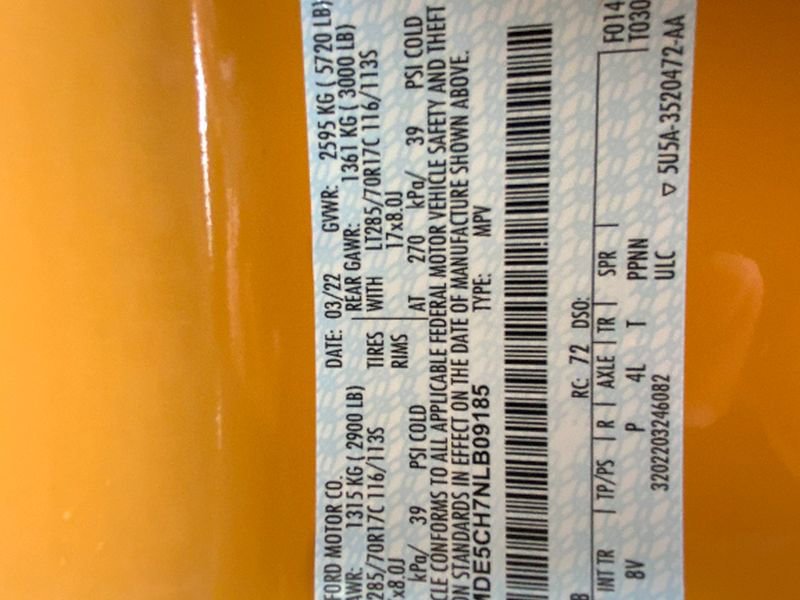 FORD MOTOR CO. DATE: 03/22 GVWR: 2595 KG ( 5720 LB)
AWR: 1315 KG ( 2900 LB) REAR GAWR: 1361 KG ( 3000 LB)
285/70R17C 116/113S TIRES WITH LT285/70R17C 116/113S
x8.0J RIMS 17x8.0J
kPa/ 39 PSI COLD AT 270 kPa/ 39 PSI COLD
CLE CONFORMS TO ALL APPLICABLE FEDERAL MOTOR VEHICLE SAFETY AND THEFT
ON STANDARDS IN EFFECT ON THE DATE OF MANUFACTURE SHOWN ABOVE.
MDE5CH7NLB09185 TYPE: MPV
RC: 72 DSO:
B F014
INT TR TP/PS R AXLE TR SPR T030
8V P 4L T PPNN
3202203246082 ULC ▽ 5U5A-3520472-AA